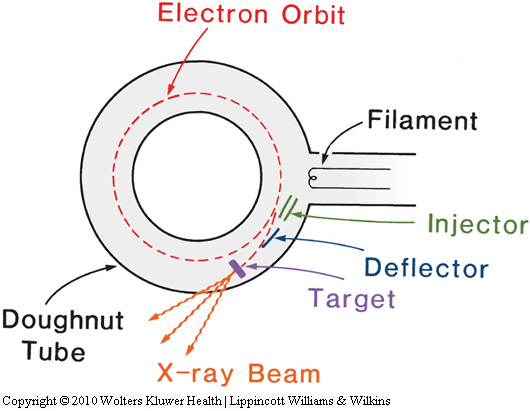 Electron Orbit
Filament
Injector
Deflector
Target
Doughnut
Tube
X-ray Beam
Copyright © 2010 Wolters Kluwer Health | Lippincott Williams & Wilkins